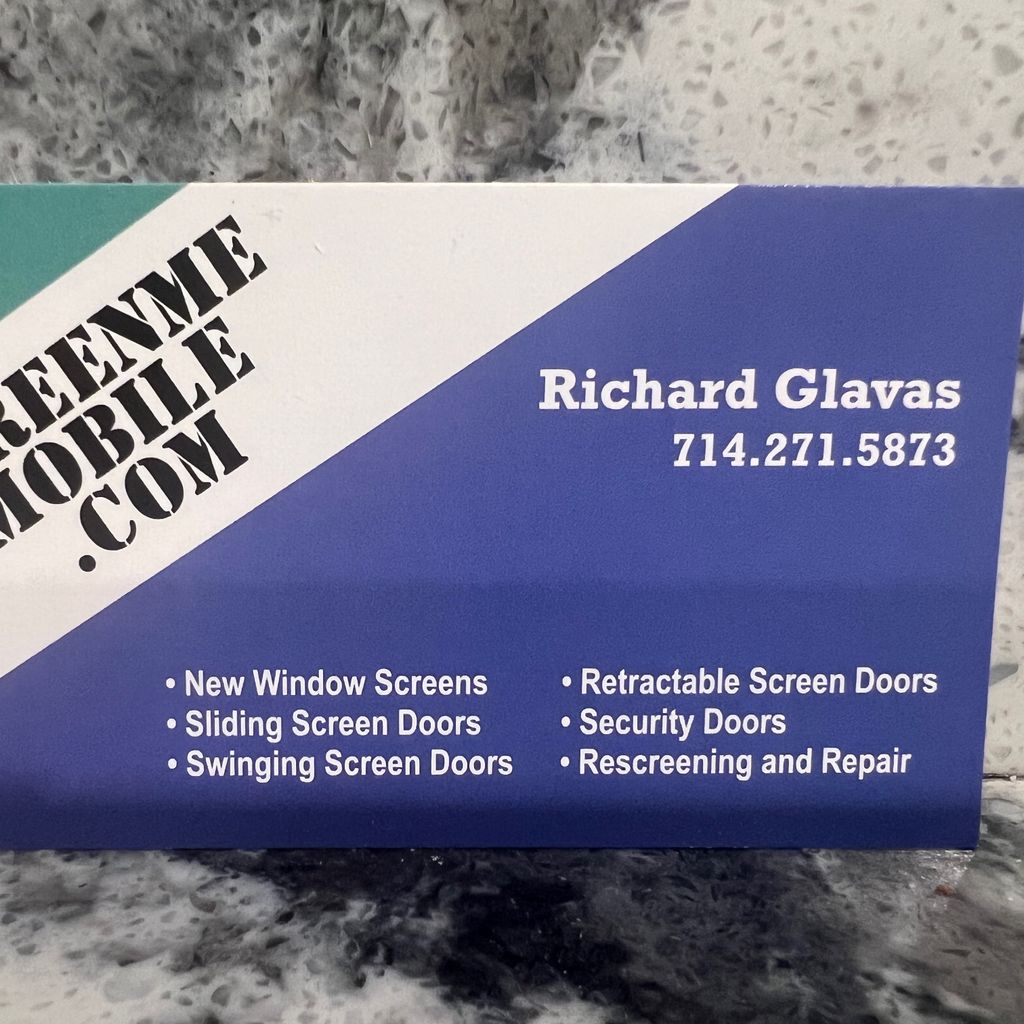 REENME
MOBILE
.COM
Richard Glavas
714.271.5873
• New Window Screens
• Sliding Screen Doors
• Swinging Screen Doors
• Retractable Screen Doors
• Security Doors
• Rescreening and Repair